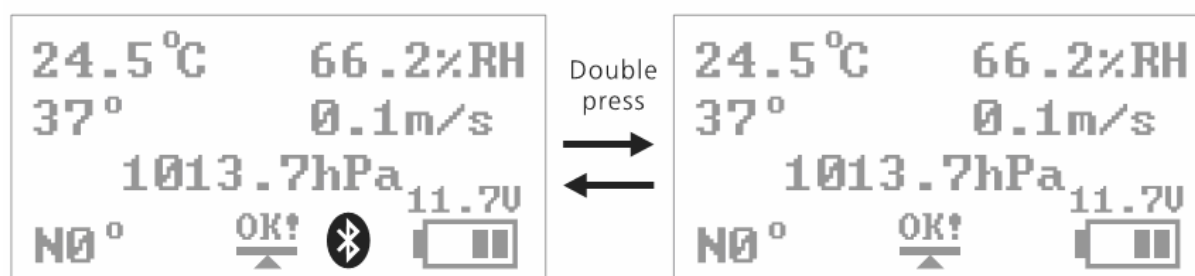 24.5°C 66.2%RH
37° 0.1m/s
1013.7hPa
11.7V
N0° OK!
Double
press
24.5°C 66.2%RH
37° 0.1m/s
1013.7hPa
11.7V
N0° OK!